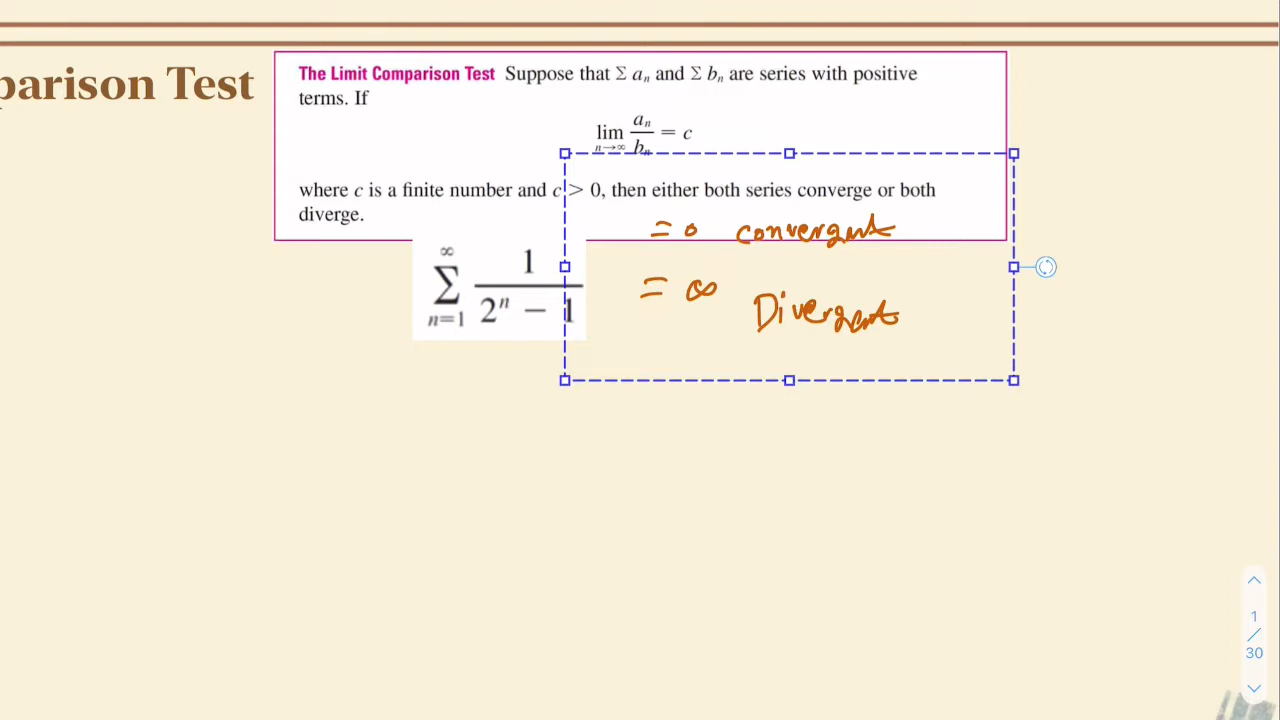 parison Test
The Limit Comparison Test Suppose that Σ aₙ and Σ bₙ are series with positive
terms. If
lim n→∞ aₙ/bₙ = c
where c is a finite number and c > 0, then either both series converge or both
diverge.
= 0 convergent
∞ Σ n=1 1/(2ⁿ − 1)
= ∞ Divergent
1
/
30